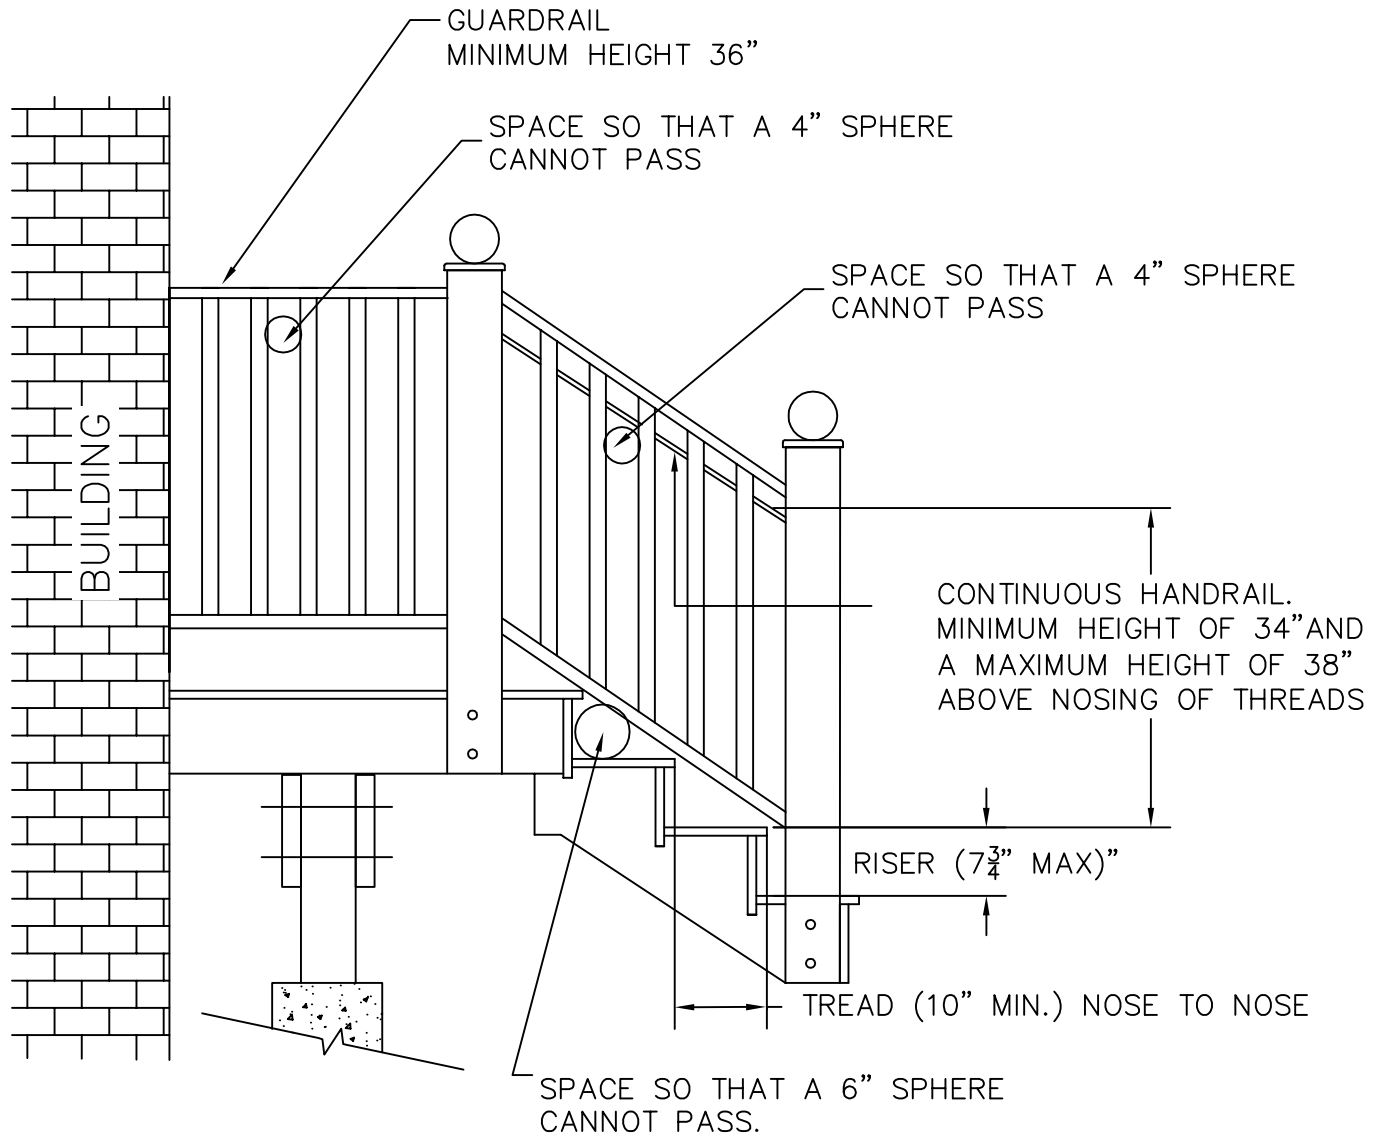 GUARDRAIL
MINIMUM HEIGHT 36”
SPACE SO THAT A 4” SPHERE
CANNOT PASS
SPACE SO THAT A 4” SPHERE
CANNOT PASS
BUILDING
CONTINUOUS HANDRAIL.
MINIMUM HEIGHT OF 34”AND
A MAXIMUM HEIGHT OF 38”
ABOVE NOSING OF THREADS
RISER (7¾” MAX)”
TREAD (10” MIN.) NOSE TO NOSE
SPACE SO THAT A 6” SPHERE
CANNOT PASS.